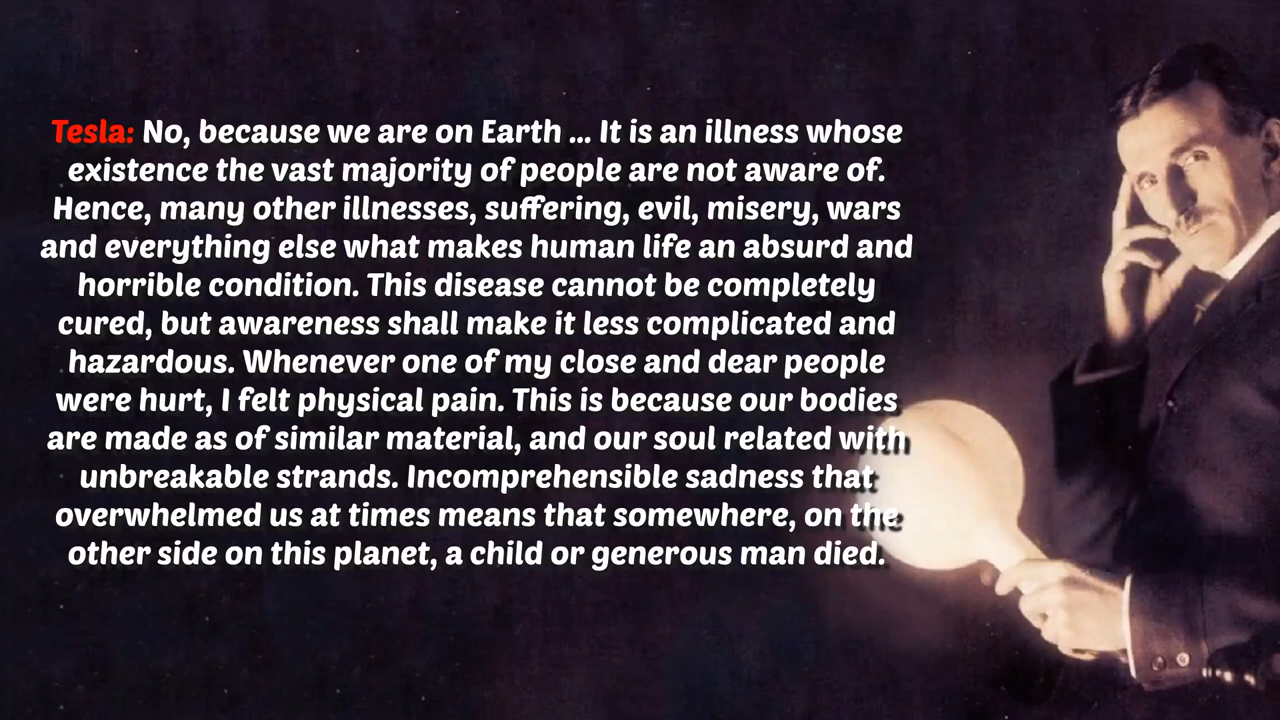 Tesla: No, because we are on Earth ... It is an illness whose
existence the vast majority of people are not aware of.
Hence, many other illnesses, suffering, evil, misery, wars
and everything else what makes human life an absurd and
horrible condition. This disease cannot be completely
cured, but awareness shall make it less complicated and
hazardous. Whenever one of my close and dear people
were hurt, I felt physical pain. This is because our bodies
are made as of similar material, and our soul related with
unbreakable strands. Incomprehensible sadness that
overwhelmed us at times means that somewhere, on the
other side on this planet, a child or generous man died.